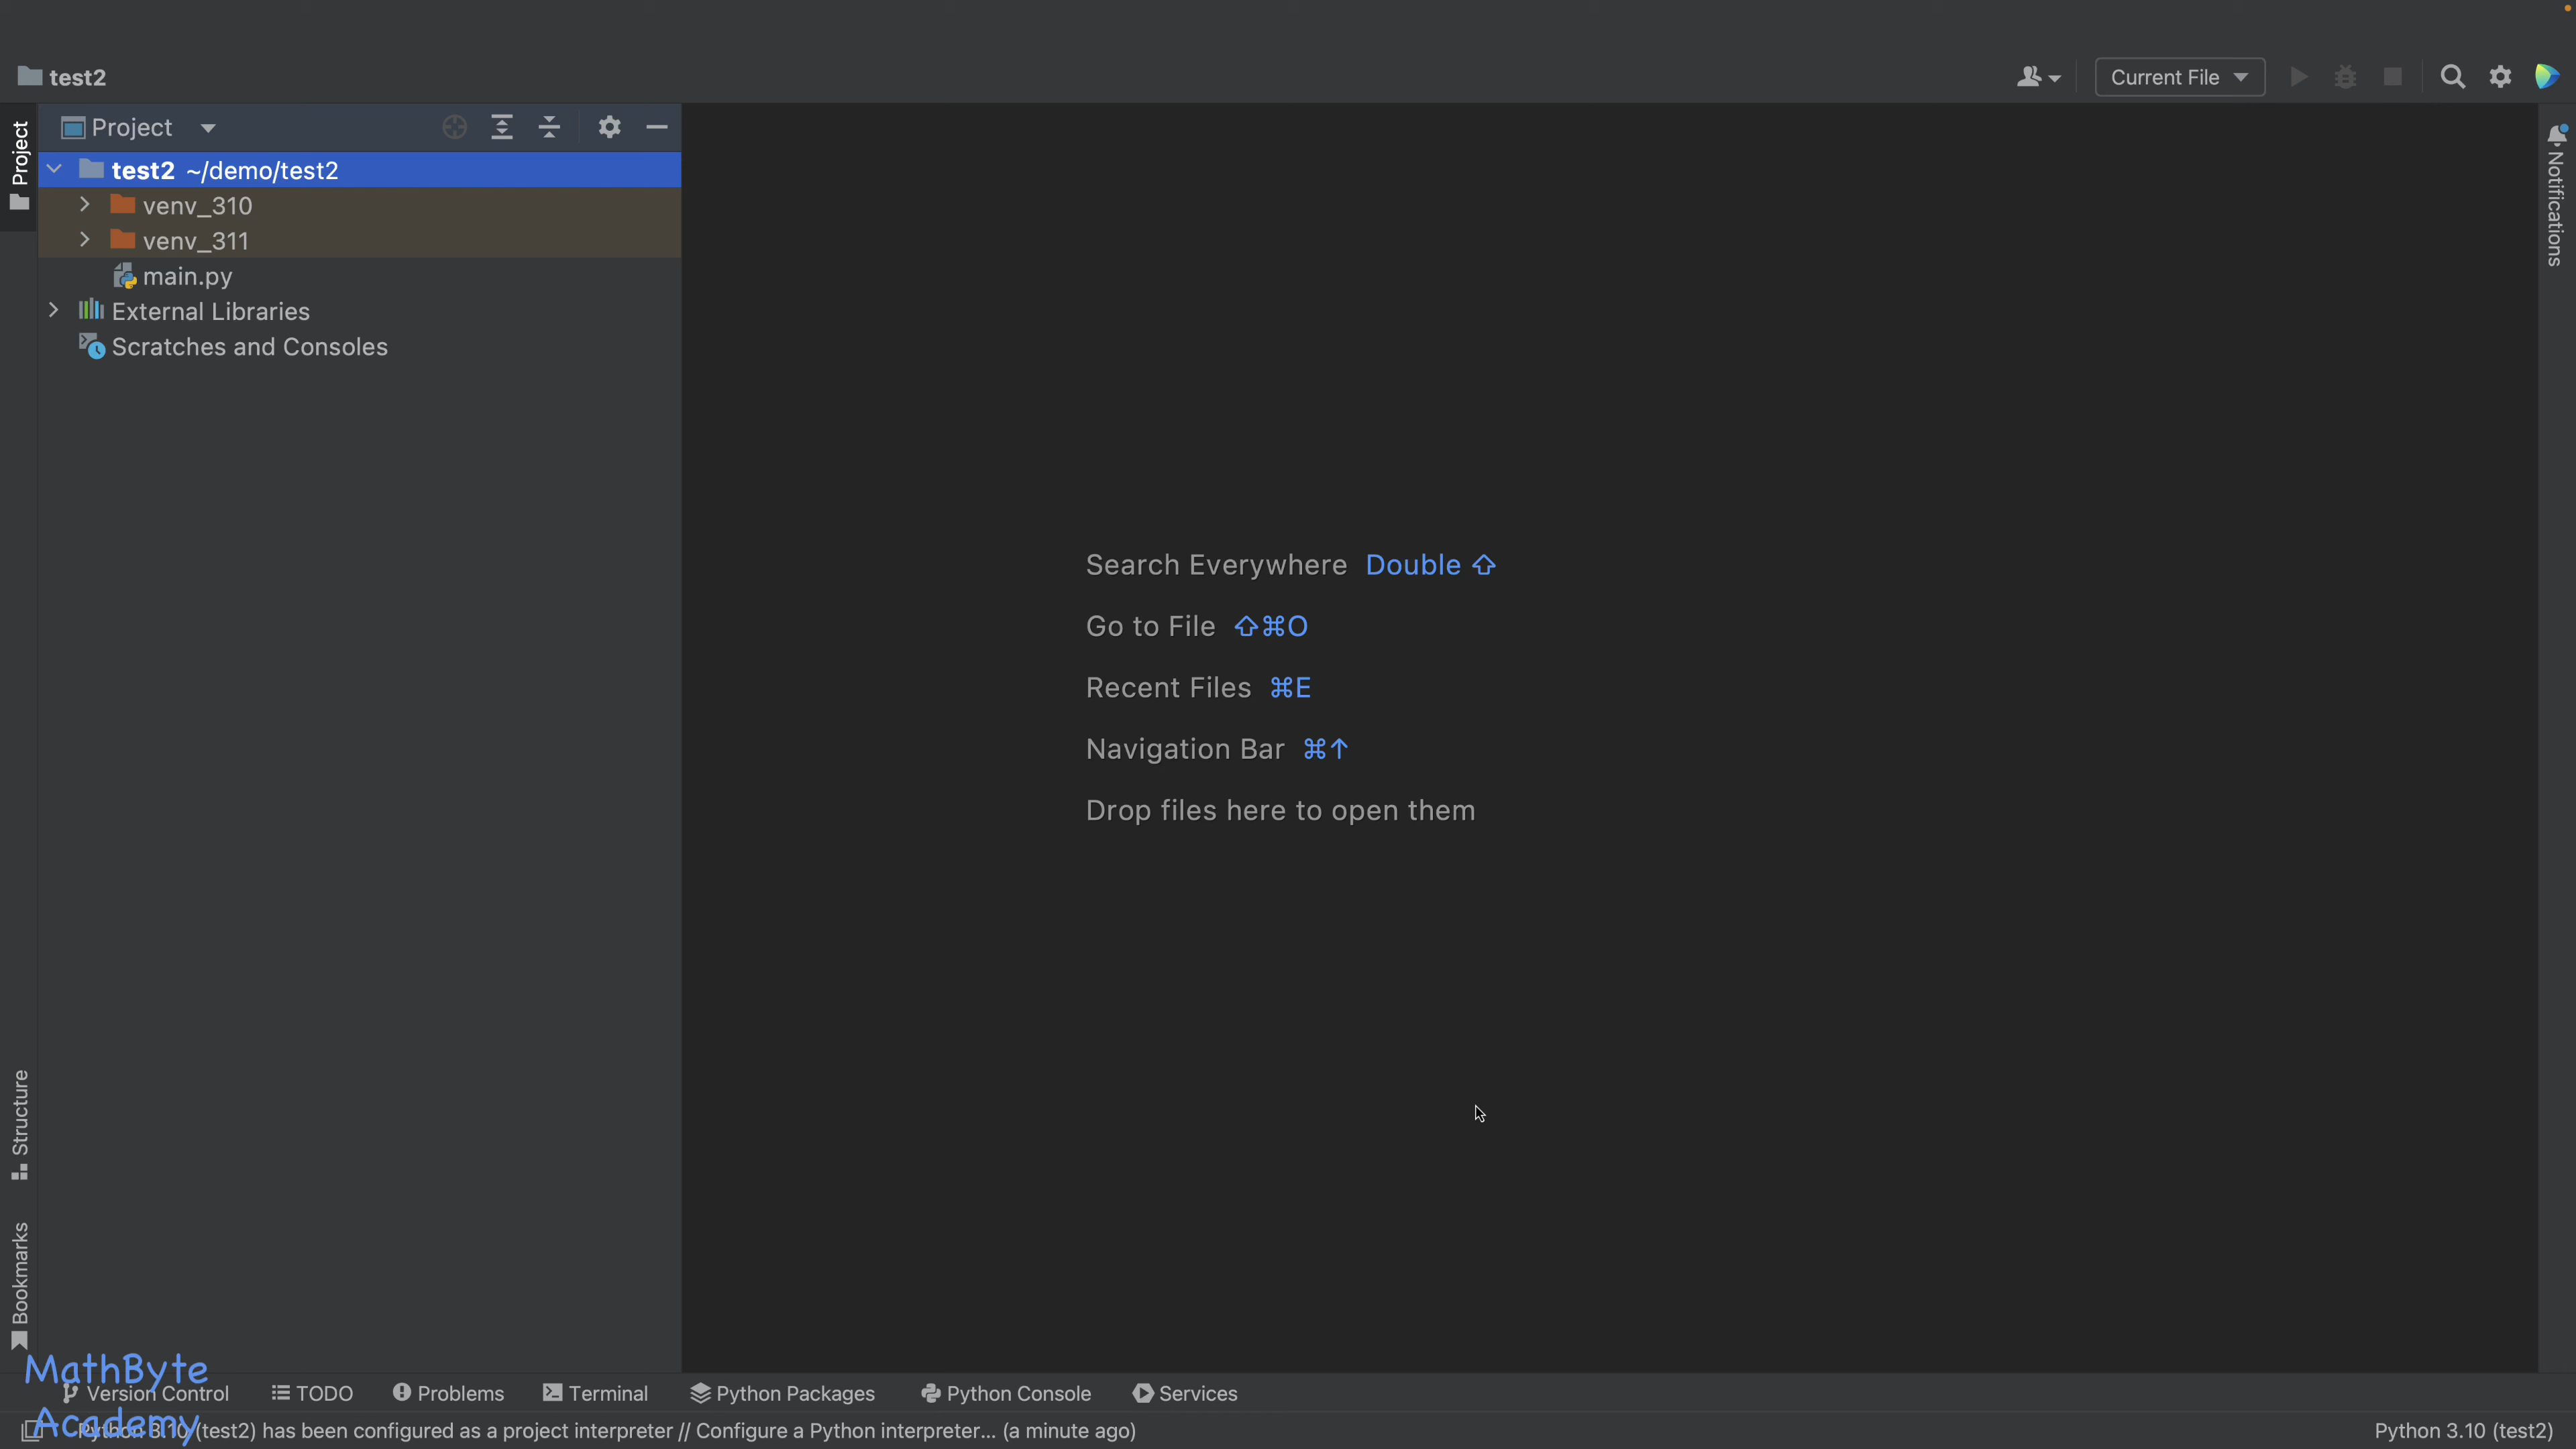 test2
Current File
Project
Project
test2 ~/demo/test2
venv_310
venv_311
main.py
External Libraries
Scratches and Consoles
Notifications
Search Everywhere Double ⇧
Go to File ⇧⌘O
Recent Files ⌘E
Navigation Bar ⌘↑
Drop files here to open them
Structure
Bookmarks
MathByte
Academy
Version Control
TODO
Problems
Terminal
Python Packages
Python Console
Services
Python 3.10 (test2) has been configured as a project interpreter // Configure a Python interpreter... (a minute ago)
Python 3.10 (test2)